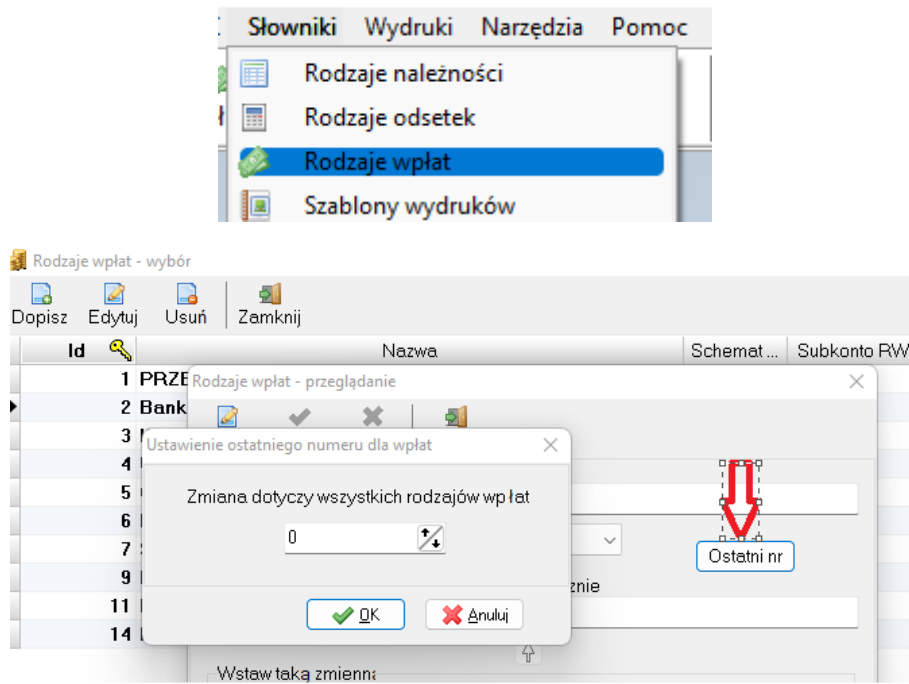 Słowniki Wydruki Narzędzia Pomoc
Rodzaje należności
Rodzaje odsetek
Rodzaje wpłat
Szablony wydruków
Rodzaje wpłat - wybór
Dopisz Edytuj Usuń Zamknij
Id Nazwa Schemat ... Subkonto RW
1 PRZE
Rodzaje wpłat - przeglądanie
2 Bank
3
Ustawienie ostatniego numeru dla wpłat
4
5
Zmiana dotyczy wszystkich rodzajów wpłat
6
0
7
Ostatni nr
9
znie
11
OK Anuluj
14
Wstaw taką zmienną